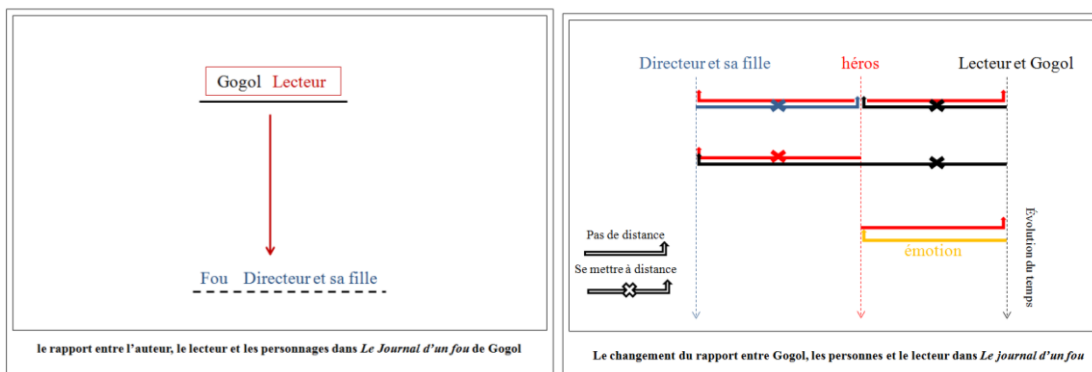 Gogol Lecteur
Fou Directeur et sa fille
le rapport entre l'auteur, le lecteur et les personnages dans Le Journal d'un fou de Gogol
Directeur et sa fille
héros
Lecteur et Gogol
Pas de distance
Se mettre à distance
émotion
Évolution du temps
Le changement du rapport entre Gogol, les personnes et le lecteur dans Le journal d'un fou